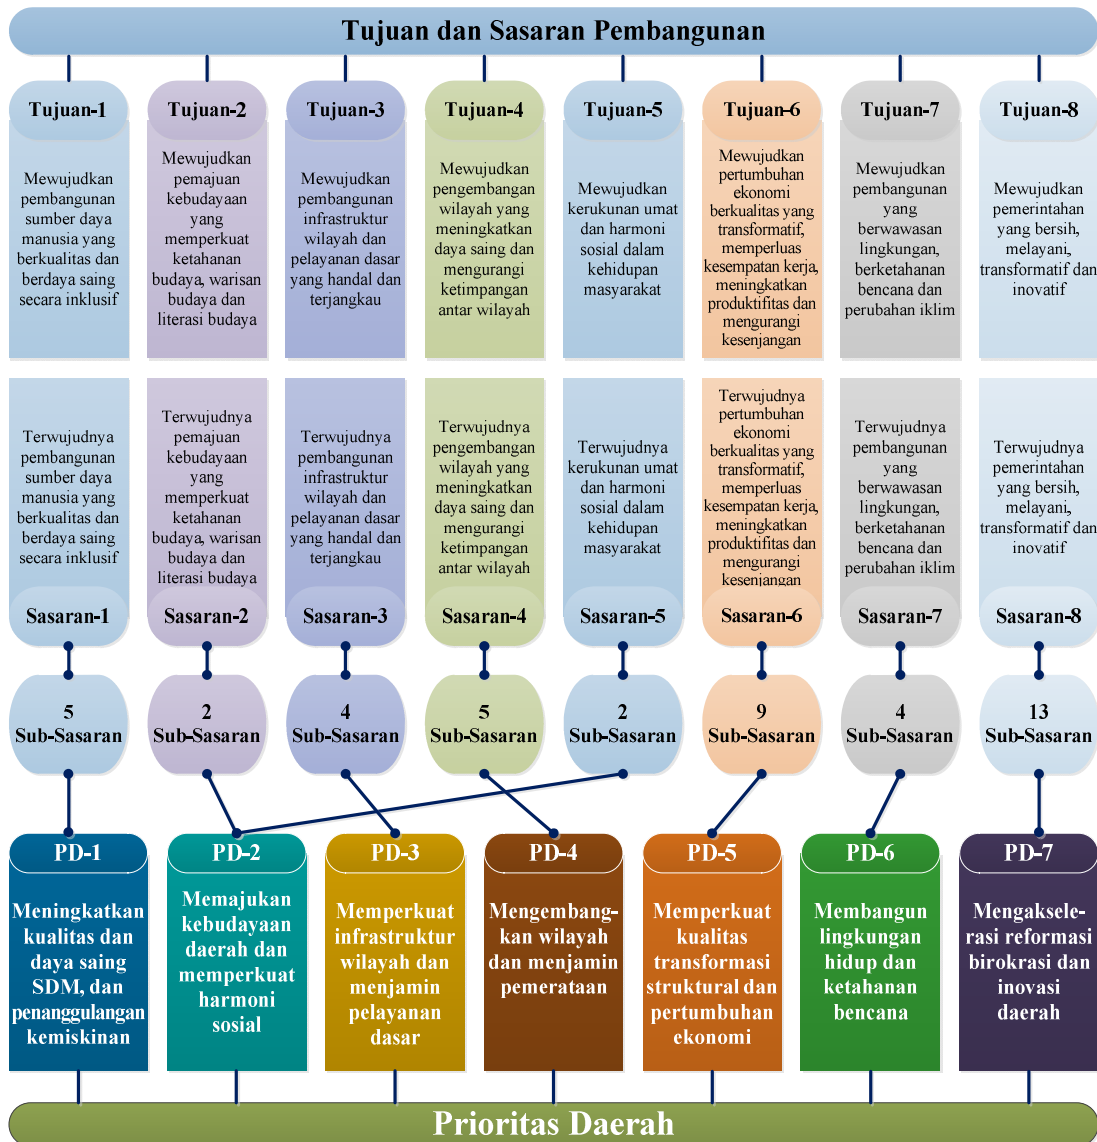 Tujuan dan Sasaran Pembangunan
Tujuan-1
Mewujudkan
pembangunan
sumber daya
manusia yang
berkualitas dan
berdaya saing
secara inklusif
Tujuan-2
Mewujudkan
pemajuan
kebudayaan
yang
memperkuat
ketahanan
budaya, warisan
budaya dan
literasi budaya
Tujuan-3
Mewujudkan
pembangunan
infrastruktur
wilayah dan
pelayanan dasar
yang handal dan
terjangkau
Tujuan-4
Mewujudkan
pengembangan
wilayah yang
meningkatkan
daya saing dan
mengurangi
ketimpangan
antar wilayah
Tujuan-5
Mewujudkan
kerukunan umat
dan harmoni
sosial dalam
kehidupan
masyarakat
Tujuan-6
Mewujudkan
pertumbuhan
ekonomi
berkualitas yang
transformatif,
memperluas
kesempatan kerja,
meningkatkan
produktifitas dan
mengurangi
kesenjangan
Tujuan-7
Mewujudkan
pembangunan
yang
berwawasan
lingkungan,
berketahanan
bencana dan
perubahan iklim
Tujuan-8
Mewujudkan
pemerintahan
yang bersih,
melayani,
transformatif dan
inovatif
Terwujudnya
pembangunan
sumber daya
manusia yang
berkualitas dan
berdaya saing
secara inklusif
Sasaran-1
Terwujudnya
pemajuan
kebudayaan
yang
memperkuat
ketahanan
budaya, warisan
budaya dan
literasi budaya
Sasaran-2
Terwujudnya
pembangunan
infrastruktur
wilayah dan
pelayanan dasar
yang handal dan
terjangkau
Sasaran-3
Terwujudnya
pengembangan
wilayah yang
meningkatkan
daya saing dan
mengurangi
ketimpangan
antar wilayah
Sasaran-4
Terwujudnya
kerukunan umat
dan harmoni
sosial dalam
kehidupan
masyarakat
Sasaran-5
Terwujudnya
pertumbuhan
ekonomi
berkualitas yang
transformatif,
memperluas
kesempatan kerja,
meningkatkan
produktifitas dan
mengurangi
kesenjangan
Sasaran-6
Terwujudnya
pembangunan
yang
berwawasan
lingkungan,
berketahanan
bencana dan
perubahan iklim
Sasaran-7
Terwujudnya
pemerintahan
yang bersih,
melayani,
transformatif dan
inovatif
Sasaran-8
5
Sub-Sasaran
2
Sub-Sasaran
4
Sub-Sasaran
5
Sub-Sasaran
2
Sub-Sasaran
9
Sub-Sasaran
4
Sub-Sasaran
13
Sub-Sasaran
PD-1
Meningkatkan
kualitas dan
daya saing
SDM, dan
penanggulangan
kemiskinan
PD-2
Memajukan
kebudayaan
daerah dan
memperkuat
harmoni
sosial
PD-3
Memperkuat
infrastruktur
wilayah dan
menjamin
pelayanan
dasar
PD-4
Mengembang-
kan wilayah
dan menjamin
pemerataan
PD-5
Memperkuat
kualitas
transformasi
struktural dan
pertumbuhan
ekonomi
PD-6
Membangun
lingkungan
hidup dan
ketahanan
bencana
PD-7
Mengaksele-
rasi reformasi
birokrasi dan
inovasi
daerah
Prioritas Daerah